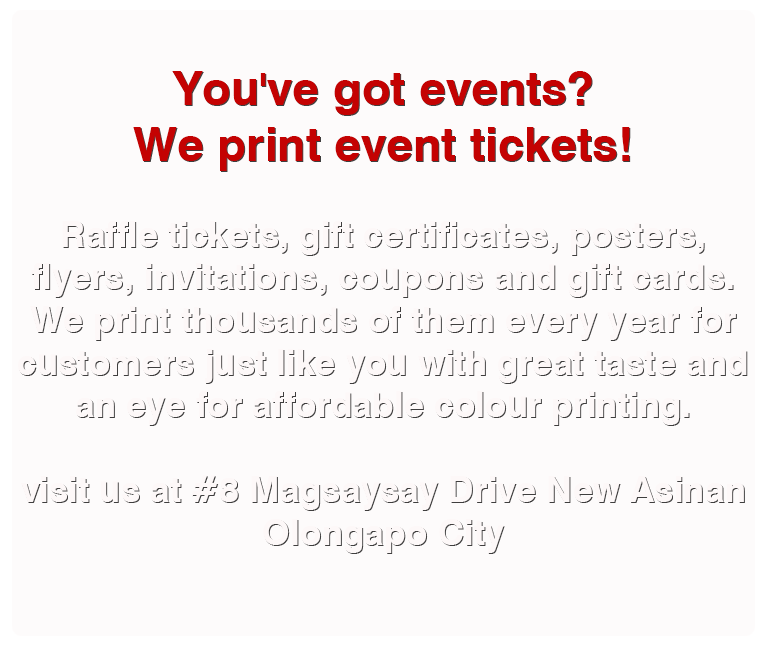 You've got events?
We print event tickets!
Raffle tickets, gift certificates, posters,
flyers, invitations, coupons and gift cards.
We print thousands of them every year for
customers just like you with great taste and
an eye for affordable colour printing.
visit us at #8 Magsaysay Drive New Asinan
Olongapo City